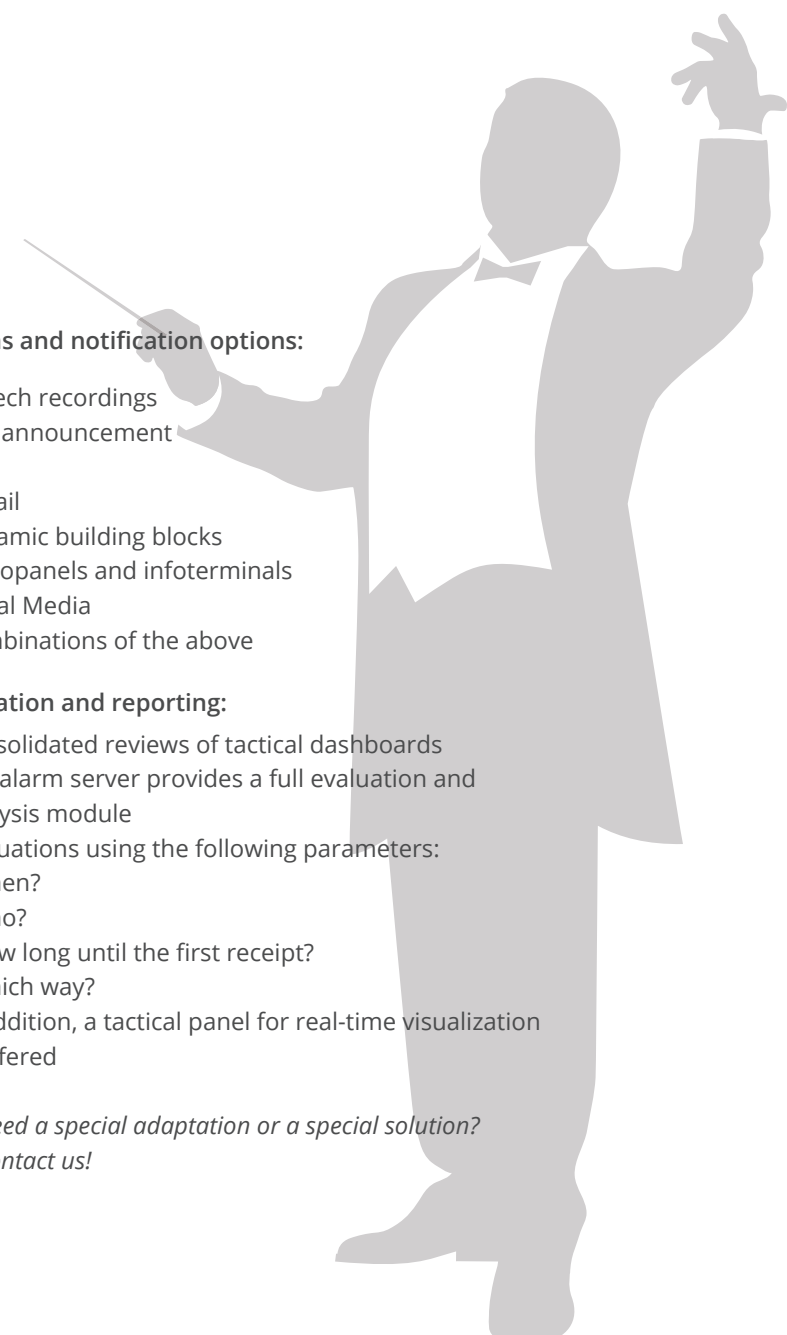 s and notification options:
ech recordings
announcement
ail
amic building blocks
opanels and infoterminals
al Media
binations of the above
ation and reporting:
solidated reviews of tactical dashboards
alarm server provides a full evaluation and
lysis module
uations using the following parameters:
en?
o?
w long until the first receipt?
ich way?
ddition, a tactical panel for real-time visualization
fered
eed a special adaptation or a special solution?
ontact us!